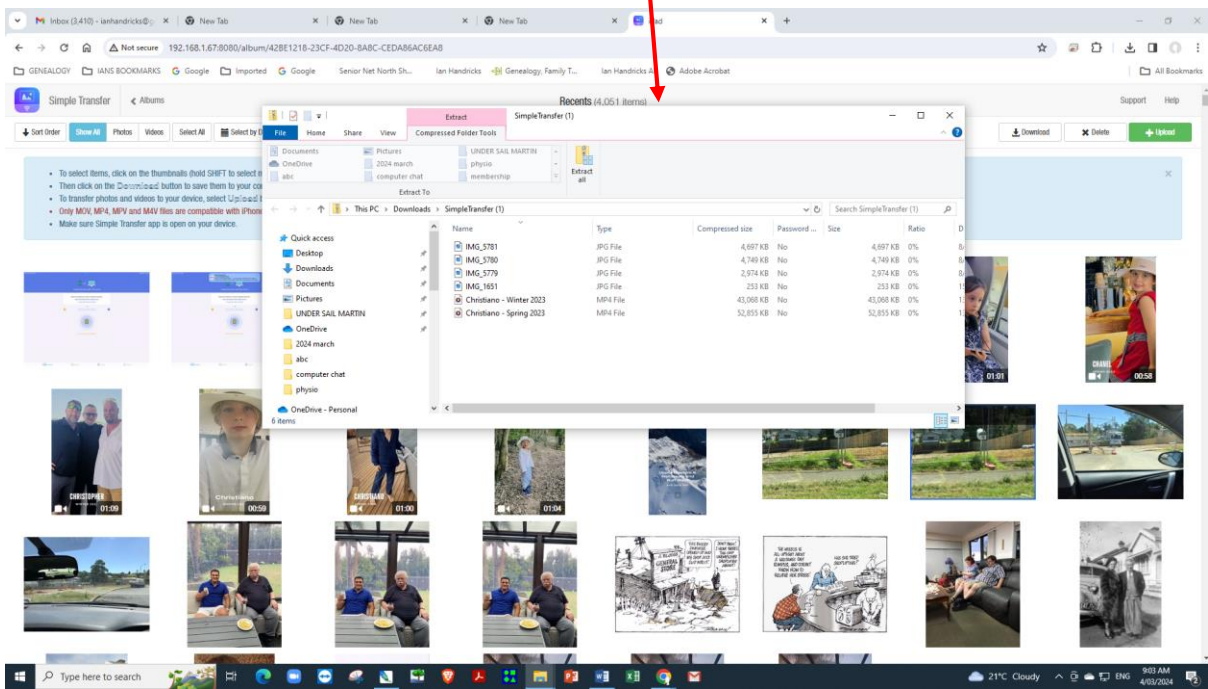 Inbox (3,410) - ianhandricks@g
New Tab
New Tab
New Tab
Not secure 192.168.1.67:8080/album/428E1218-23CF-4D20-8A8C-CEDA86AC6EA8
GENEALOGY IANS BOOKMARKS Google Imported Google Senior Net North Sh... Ian Handricks Genealogy, Family T... Ian Handricks A Adobe Acrobat All Bookmarks
Simple Transfer Albums Recents (4,051 items) Support Help
Sort Order Show All Photos Videos Select All Select by D Download Delete Upload
To select items, click on the thumbnails (hold SHIFT to select
Then click on the Download button to save them to your
To transfer photos and videos to your device, select Upload
Only MOV, MP4, MPV and M4V files are compatible with iPhon
Make sure Simple Transfer app is open on your device.
Extract SimpleTransfer (1)
File Home Share View Compressed Folder Tools
Documents Pictures UNDER SAIL MARTIN
OneDrive 2024 march physio
abc computer chat membership
Extract all
Extract To
This PC Downloads SimpleTransfer (1) Search SimpleTransfer (1)
Name Type Compressed size Password ... Size Ratio D
IMG_5781 JPG File 4,697 KB No 4,697 KB 0%
IMG_5780 JPG File 4,749 KB No 4,749 KB 0%
IMG_5779 JPG File 2,974 KB No 2,974 KB 0%
IMG_1651 JPG File 253 KB No 253 KB 0%
Christiano - Winter 2023 MP4 File 43,068 KB No 43,068 KB 0%
Christiano - Spring 2023 MP4 File 52,855 KB No 52,855 KB 0%
Quick access
Desktop
Downloads
Documents
Pictures
UNDER SAIL MARTIN
OneDrive
2024 march
abc
computer chat
physio
OneDrive - Personal
6 items
01:01
CHANEL
00:58
CHRISTOPHER
01:09
Christiano
00:59
CHRISTIANO
01:00
01:04
GENERAL STORE
Type here to search
21°C Cloudy ENG
9:03 AM
4/03/2024